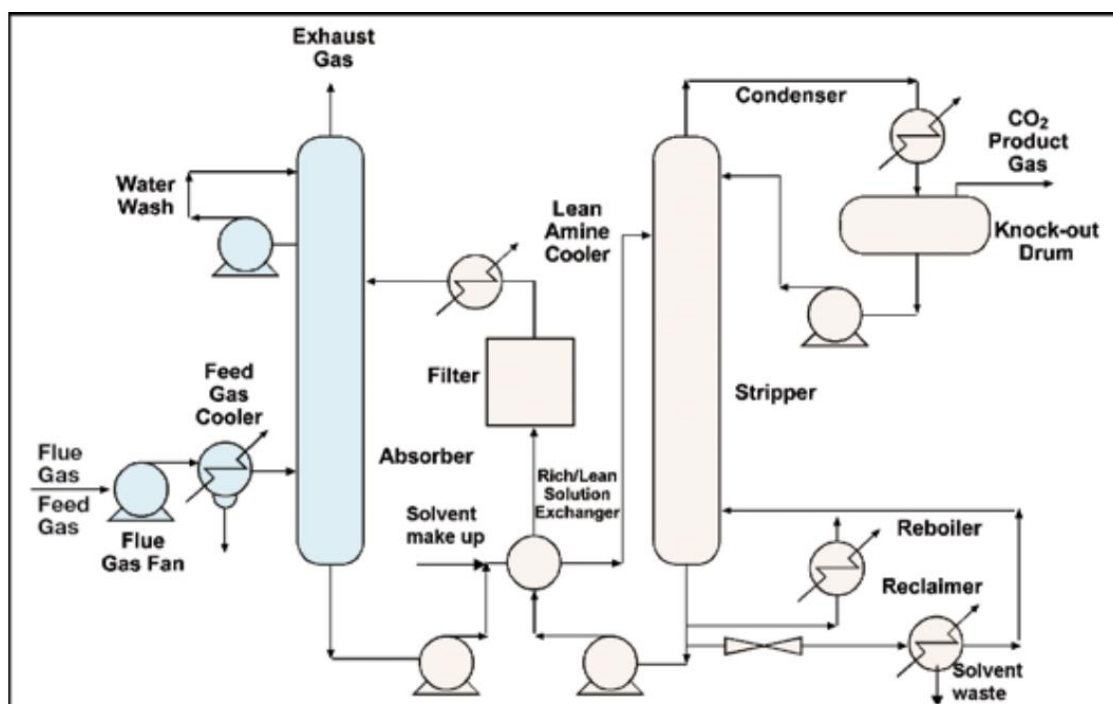 Exhaust
Gas
Condenser
CO2
Product
Gas
Water
Wash
Lean
Amine
Cooler
Knock-out
Drum
Feed
Gas
Cooler
Filter
Stripper
Flue
Gas
Feed
Gas
Absorber
Rich/Lean
Solution
Exchanger
Solvent
make up
Flue
Gas Fan
Reboiler
Reclaimer
Solvent
waste